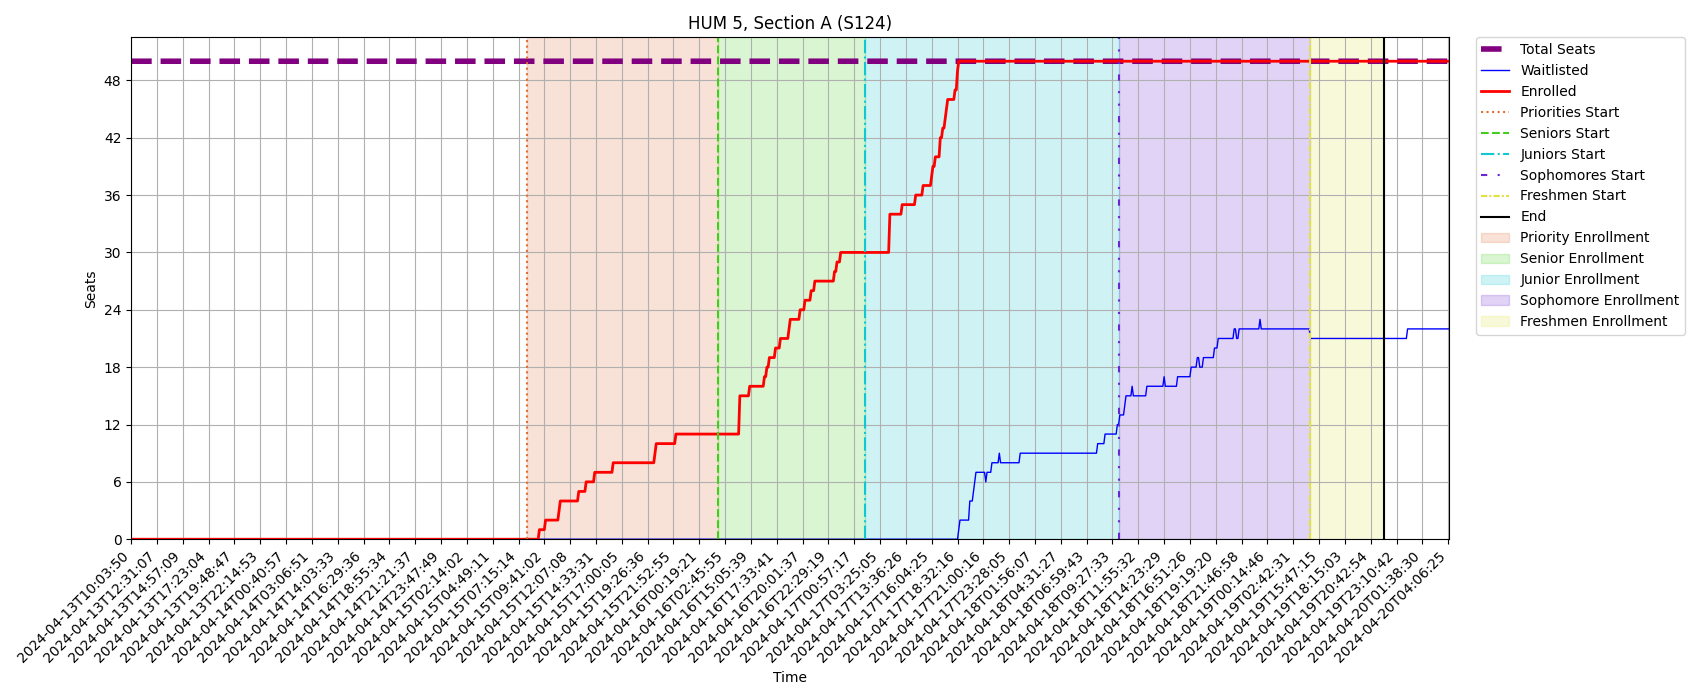 HUM 5, Section A (S124)
Seats
48
42
36
30
24
18
12
6
0
2024-04-13T10:03:50
2024-04-13T12:31:07
2024-04-13T14:57:09
2024-04-13T17:23:04
2024-04-13T19:48:47
2024-04-13T22:14:53
2024-04-14T00:40:57
2024-04-14T03:06:51
2024-04-14T14:03:33
2024-04-14T16:29:36
2024-04-14T18:55:34
2024-04-14T21:21:37
2024-04-14T23:47:49
2024-04-15T02:14:02
2024-04-15T04:49:11
2024-04-15T07:15:14
2024-04-15T09:41:02
2024-04-15T12:07:08
2024-04-15T14:33:31
2024-04-15T17:00:05
2024-04-15T19:26:36
2024-04-15T21:52:55
2024-04-16T00:19:21
2024-04-16T02:45:55
2024-04-16T15:05:39
2024-04-16T17:33:41
2024-04-16T20:01:37
2024-04-16T22:29:19
2024-04-17T00:57:17
2024-04-17T03:25:05
2024-04-17T13:36:26
2024-04-17T16:04:25
2024-04-17T18:32:16
2024-04-17T21:00:16
2024-04-17T23:28:05
2024-04-18T01:56:07
2024-04-18T04:31:27
2024-04-18T06:59:43
2024-04-18T09:27:33
2024-04-18T11:55:32
2024-04-18T14:23:29
2024-04-18T16:51:26
2024-04-18T19:19:20
2024-04-18T21:46:58
2024-04-19T00:14:46
2024-04-19T02:42:31
2024-04-19T15:47:15
2024-04-19T18:15:03
2024-04-19T20:42:54
2024-04-19T23:10:42
2024-04-20T01:38:30
2024-04-20T04:06:25
Time
Total Seats
Waitlisted
Enrolled
Priorities Start
Seniors Start
Juniors Start
Sophomores Start
Freshmen Start
End
Priority Enrollment
Senior Enrollment
Junior Enrollment
Sophomore Enrollment
Freshmen Enrollment